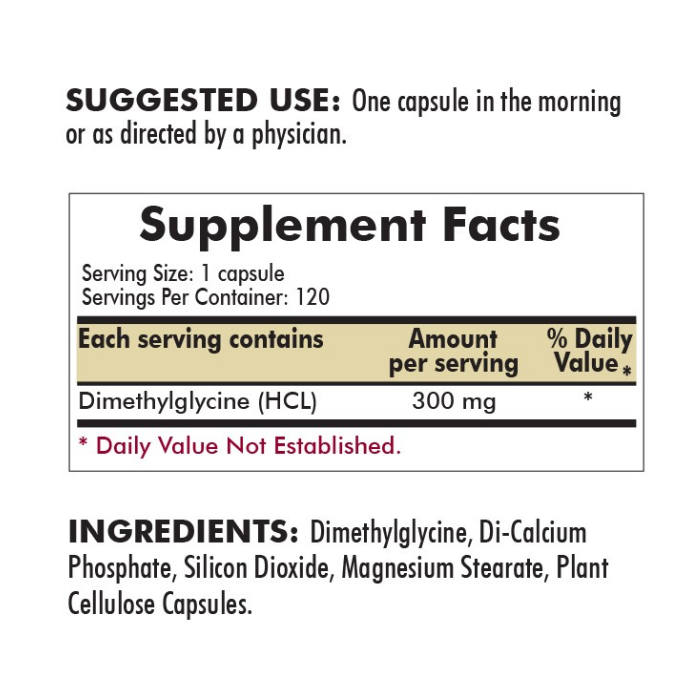 SUGGESTED USE: One capsule in the morning
or as directed by a physician.
Supplement Facts
Serving Size: 1 capsule
Servings Per Container: 120
Each serving contains Amount per serving % Daily Value *
Dimethylglycine (HCL) 300 mg *
* Daily Value Not Established.
INGREDIENTS: Dimethylglycine, Di-Calcium
Phosphate, Silicon Dioxide, Magnesium Stearate, Plant
Cellulose Capsules.